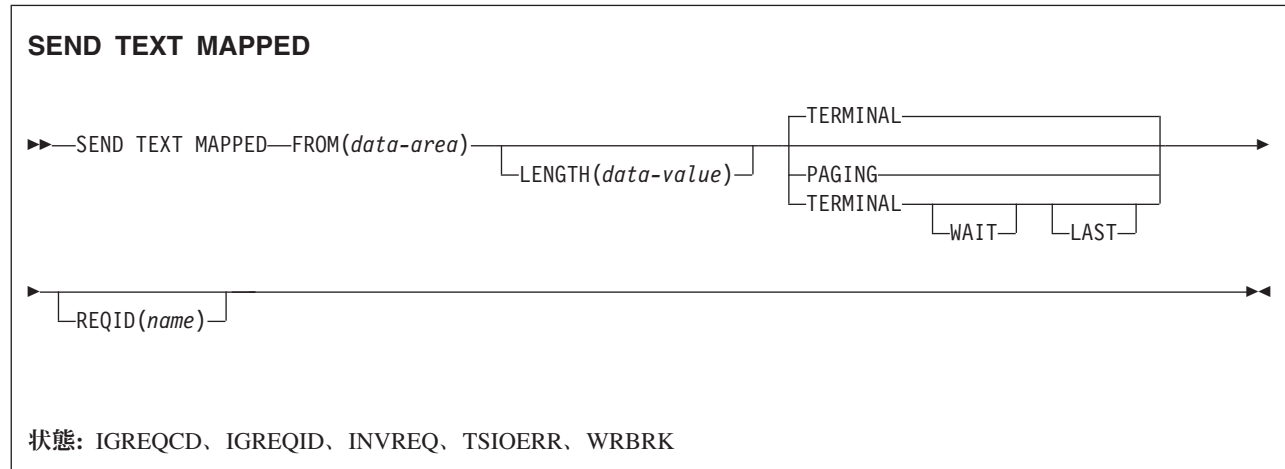 SEND TEXT MAPPED
TERMINAL
SEND TEXT MAPPED FROM(data-area)
LENGTH(data-value)
PAGING
TERMINAL
WAIT
LAST
REQID(name)
状態: IGREQCD、IGREQID、INVREQ、TSIOERR、WRBRK